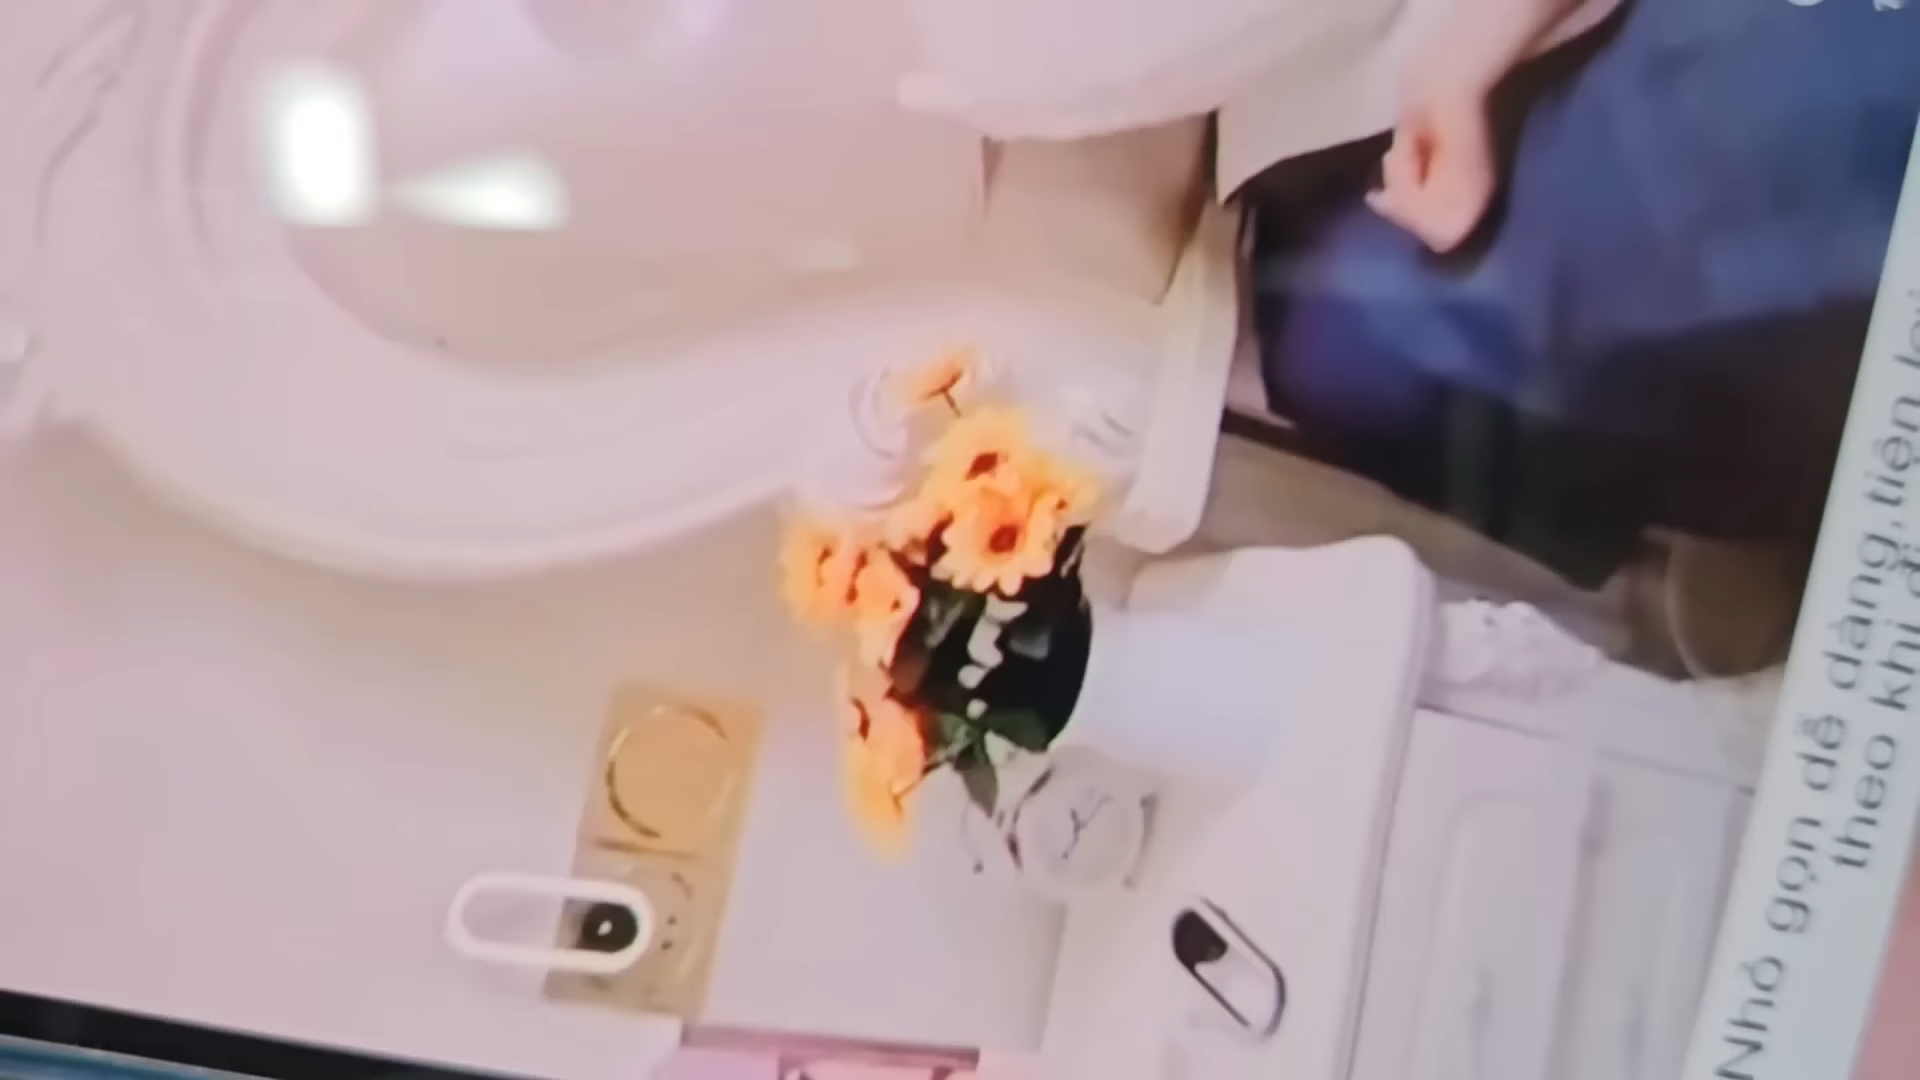 Nhỏ gọn dễ dàng,tiện
theo khi